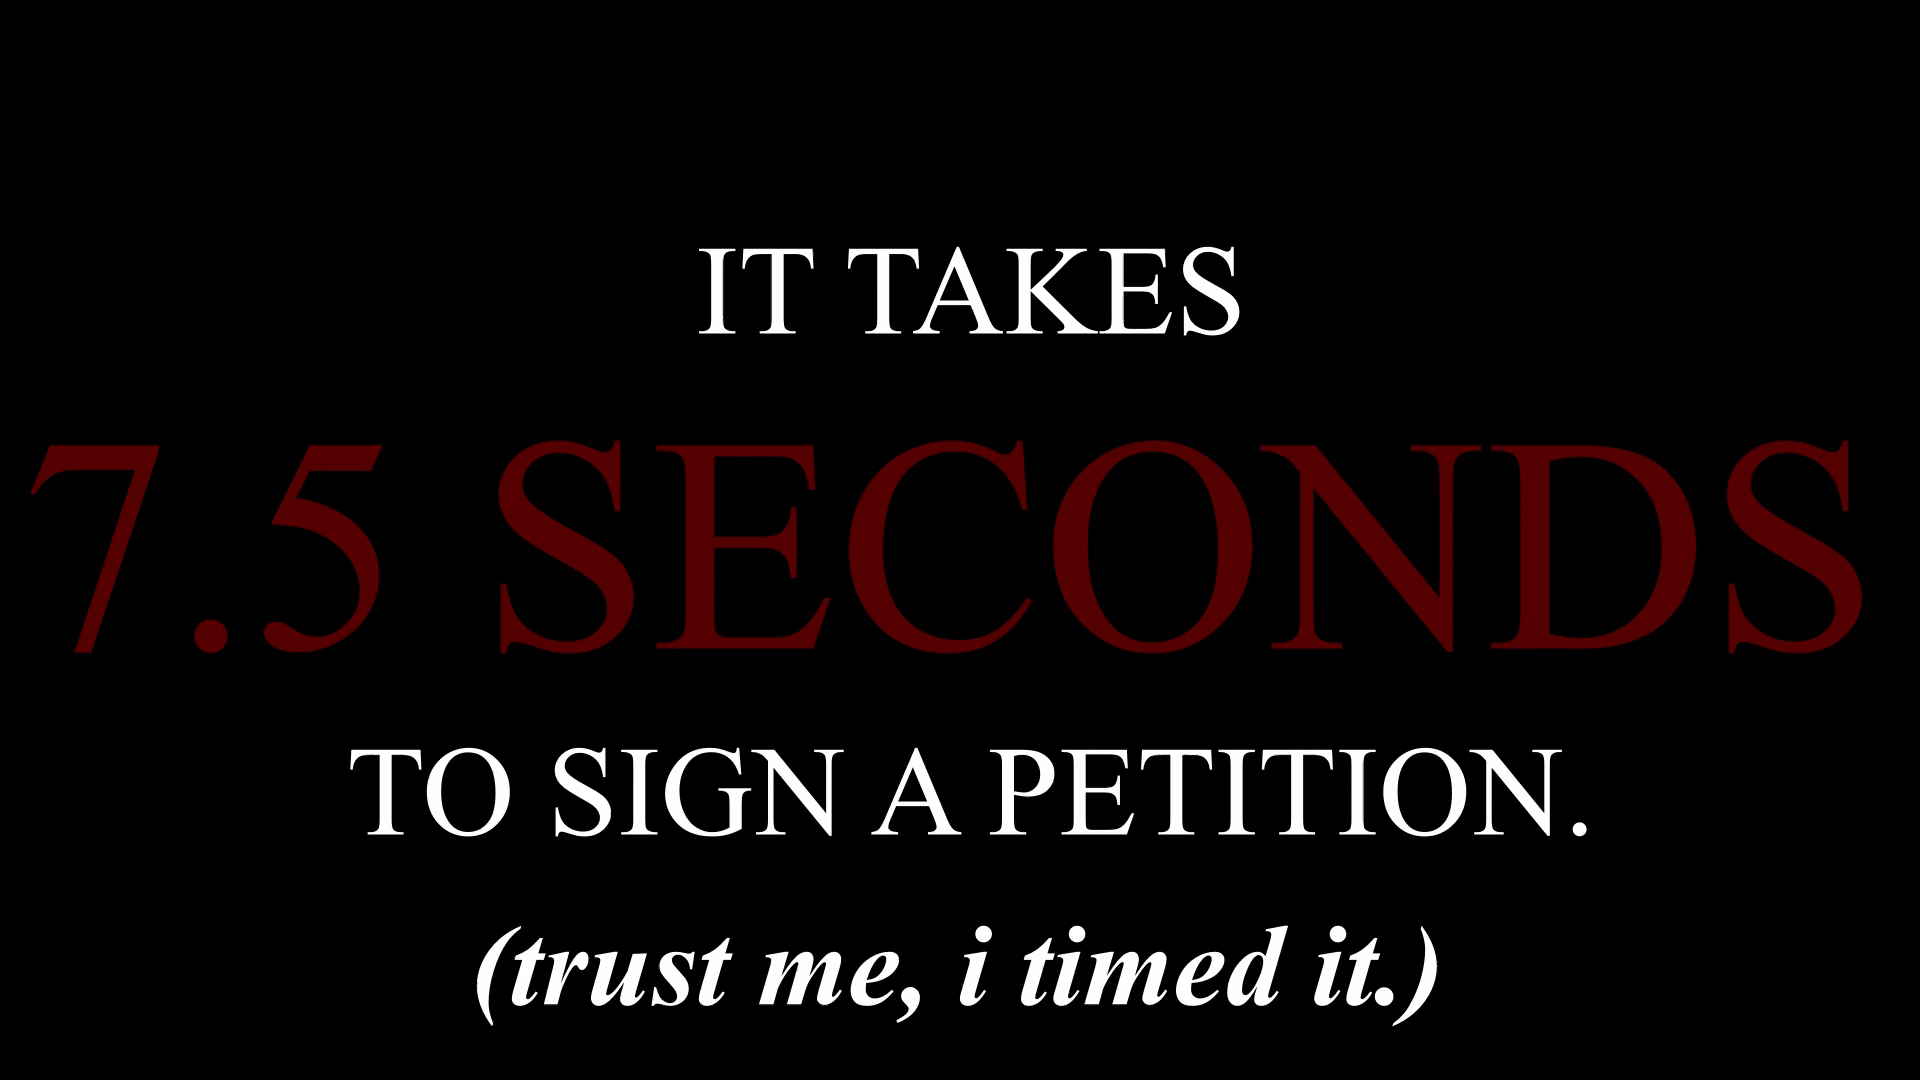 IT TAKES
7.5 SECONDS
TO SIGN A PETITION.
(trust me, i timed it.)